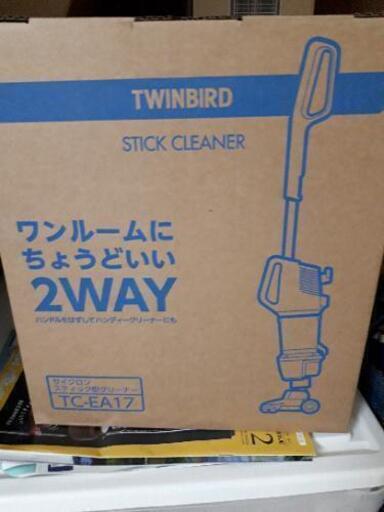 TWINBIRD
STICK CLEANER
ワンルームに
ちょうどいい
2WAY
ハンドルをはずしてハンディークリーナーにも
サイクロン
スティック型クリーナー
TC-EA17
2